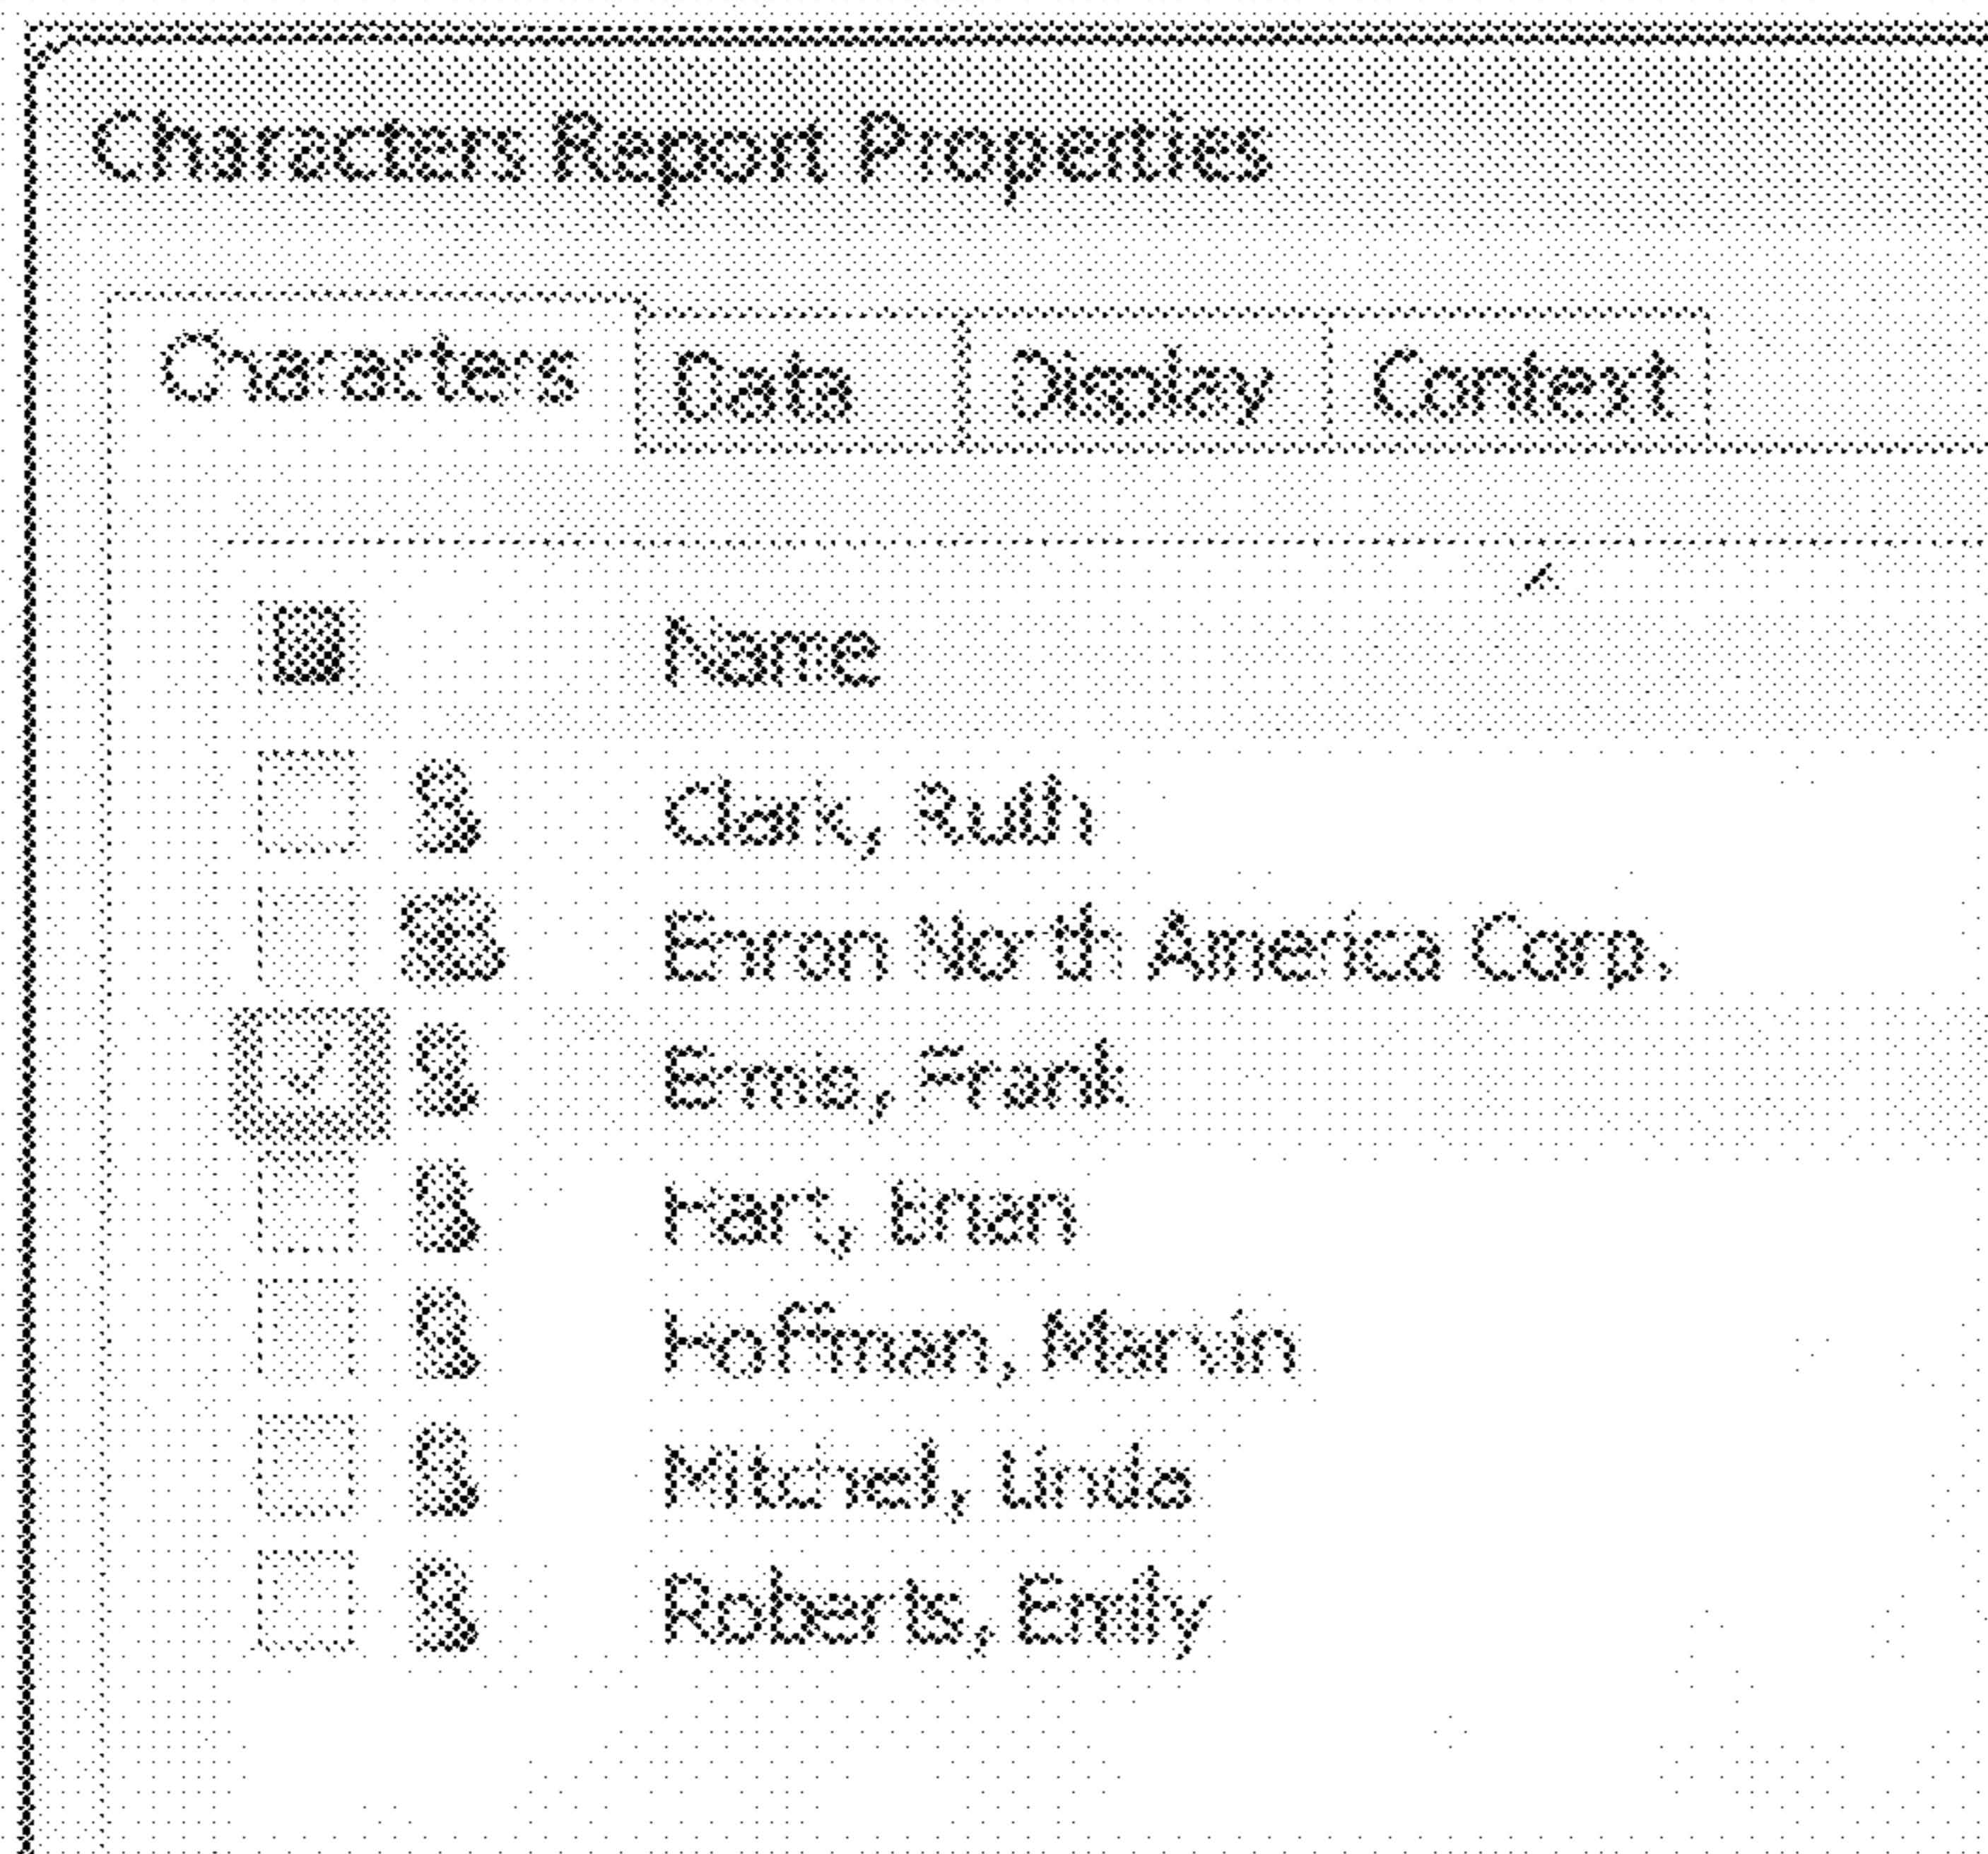 Characters Report Properties
Characters Data Display Context
Name
Clark, Ruth
Enron North America Corp.
Frank
Hart, Brian
Hoffman, Marvin
Mitchel, Linda
Roberts, Emily